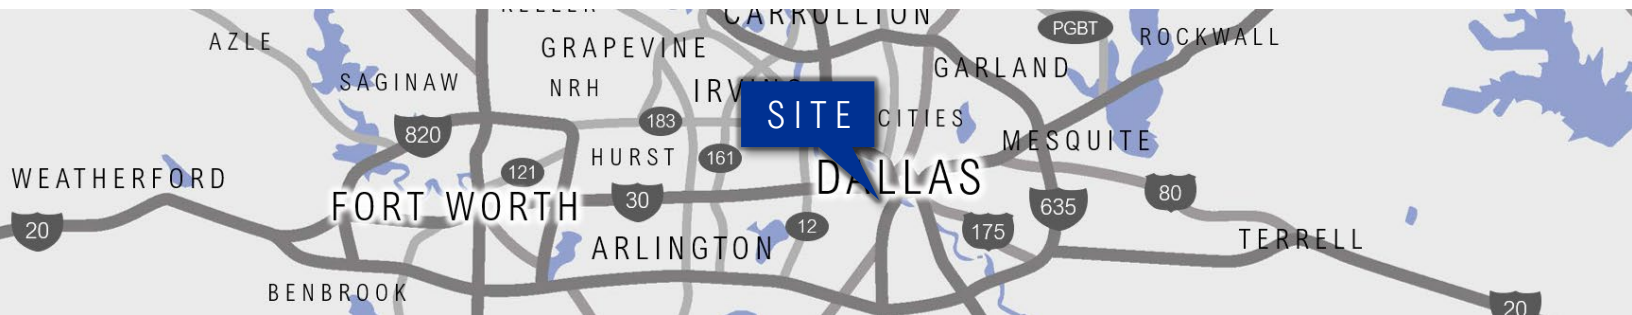 KELLER
CARROLLTON
PGBT
ROCKWALL
AZLE
GRAPEVINE
SAGINAW
NRH
GARLAND
SITE
CITIES
183
820
MESQUITE
HURST
161
121
WEATHERFORD
DALLAS
80
30
FORT WORTH
635
20
12
175
ARLINGTON
TERRELL
BENBROOK
20